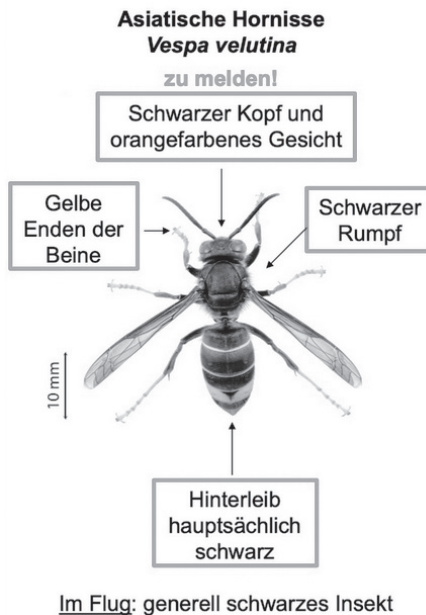 Asiatische Hornisse
Vespa velutina
zu melden!
Schwarzer Kopf und
orangefarbenes Gesicht
Gelbe
Enden der
Beine
Schwarzer
Rumpf
10 mm
Hinterleib
hauptsächlich
schwarz
Im Flug: generell schwarzes Insekt